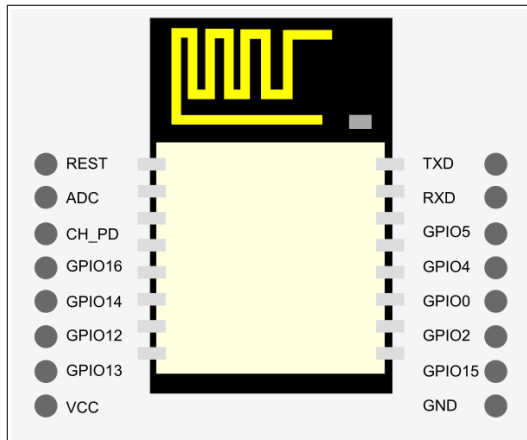 REST
ADC
CH_PD
GPIO16
GPIO14
GPIO12
GPIO13
VCC
TXD
RXD
GPIO5
GPIO4
GPIO0
GPIO2
GPIO15
GND